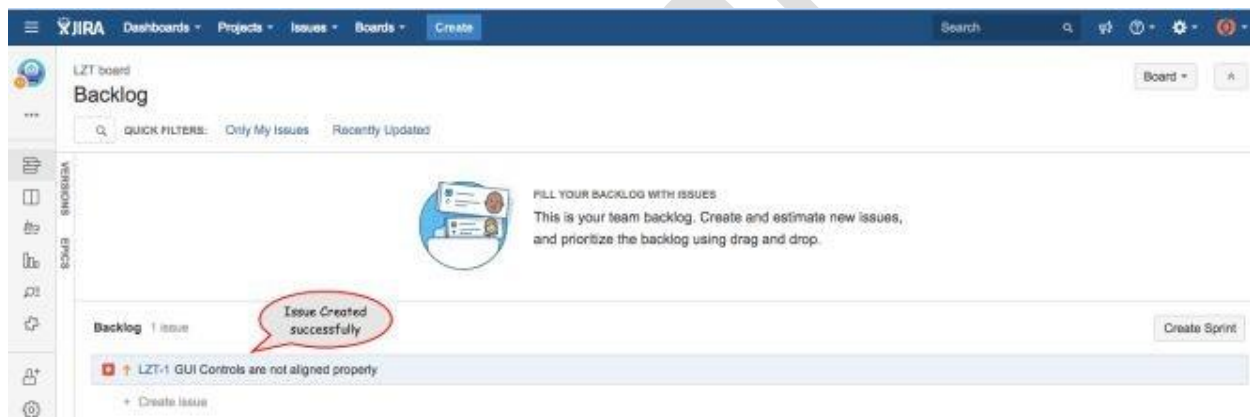 JIRA Dashboards Projects Issues Boards Create Search
LZT board
Board
Backlog
QUICK FILTERS: Only My Issues Recently Updated
VERSIONS
EPICS
FILL YOUR BACKLOG WITH ISSUES
This is your team backlog. Create and estimate new issues,
and prioritize the backlog using drag and drop.
Issue Created
successfully
Backlog 1 issue
Create Sprint
LZT-1 GUI Controls are not aligned properly
+ Create issue